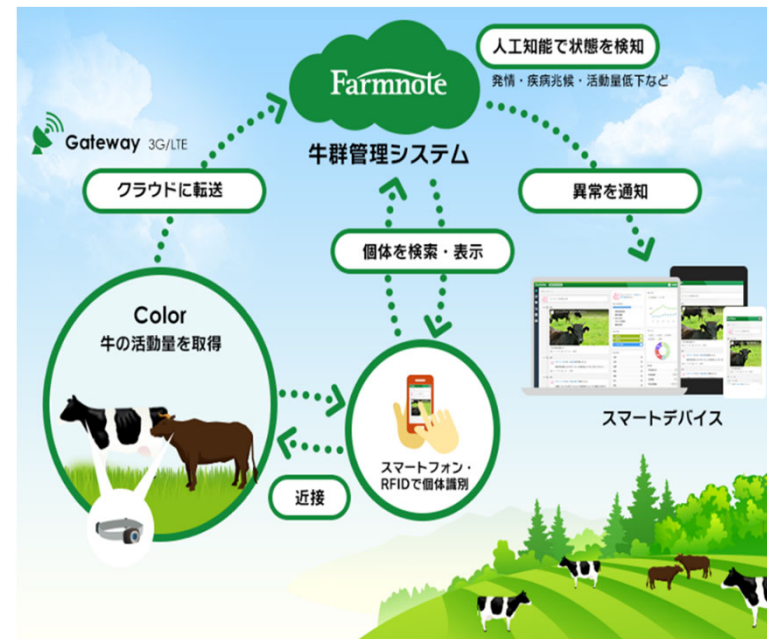 人工知能で状態を検知
発情・疾病兆候・活動量低下など
Farmnote
牛群管理システム
Gateway 3G/LTE
クラウドに転送
異常を通知
個体を検索・表示
Color
牛の活動量を取得
スマートフォン・
RFIDで個体識別
近接
スマートデバイス